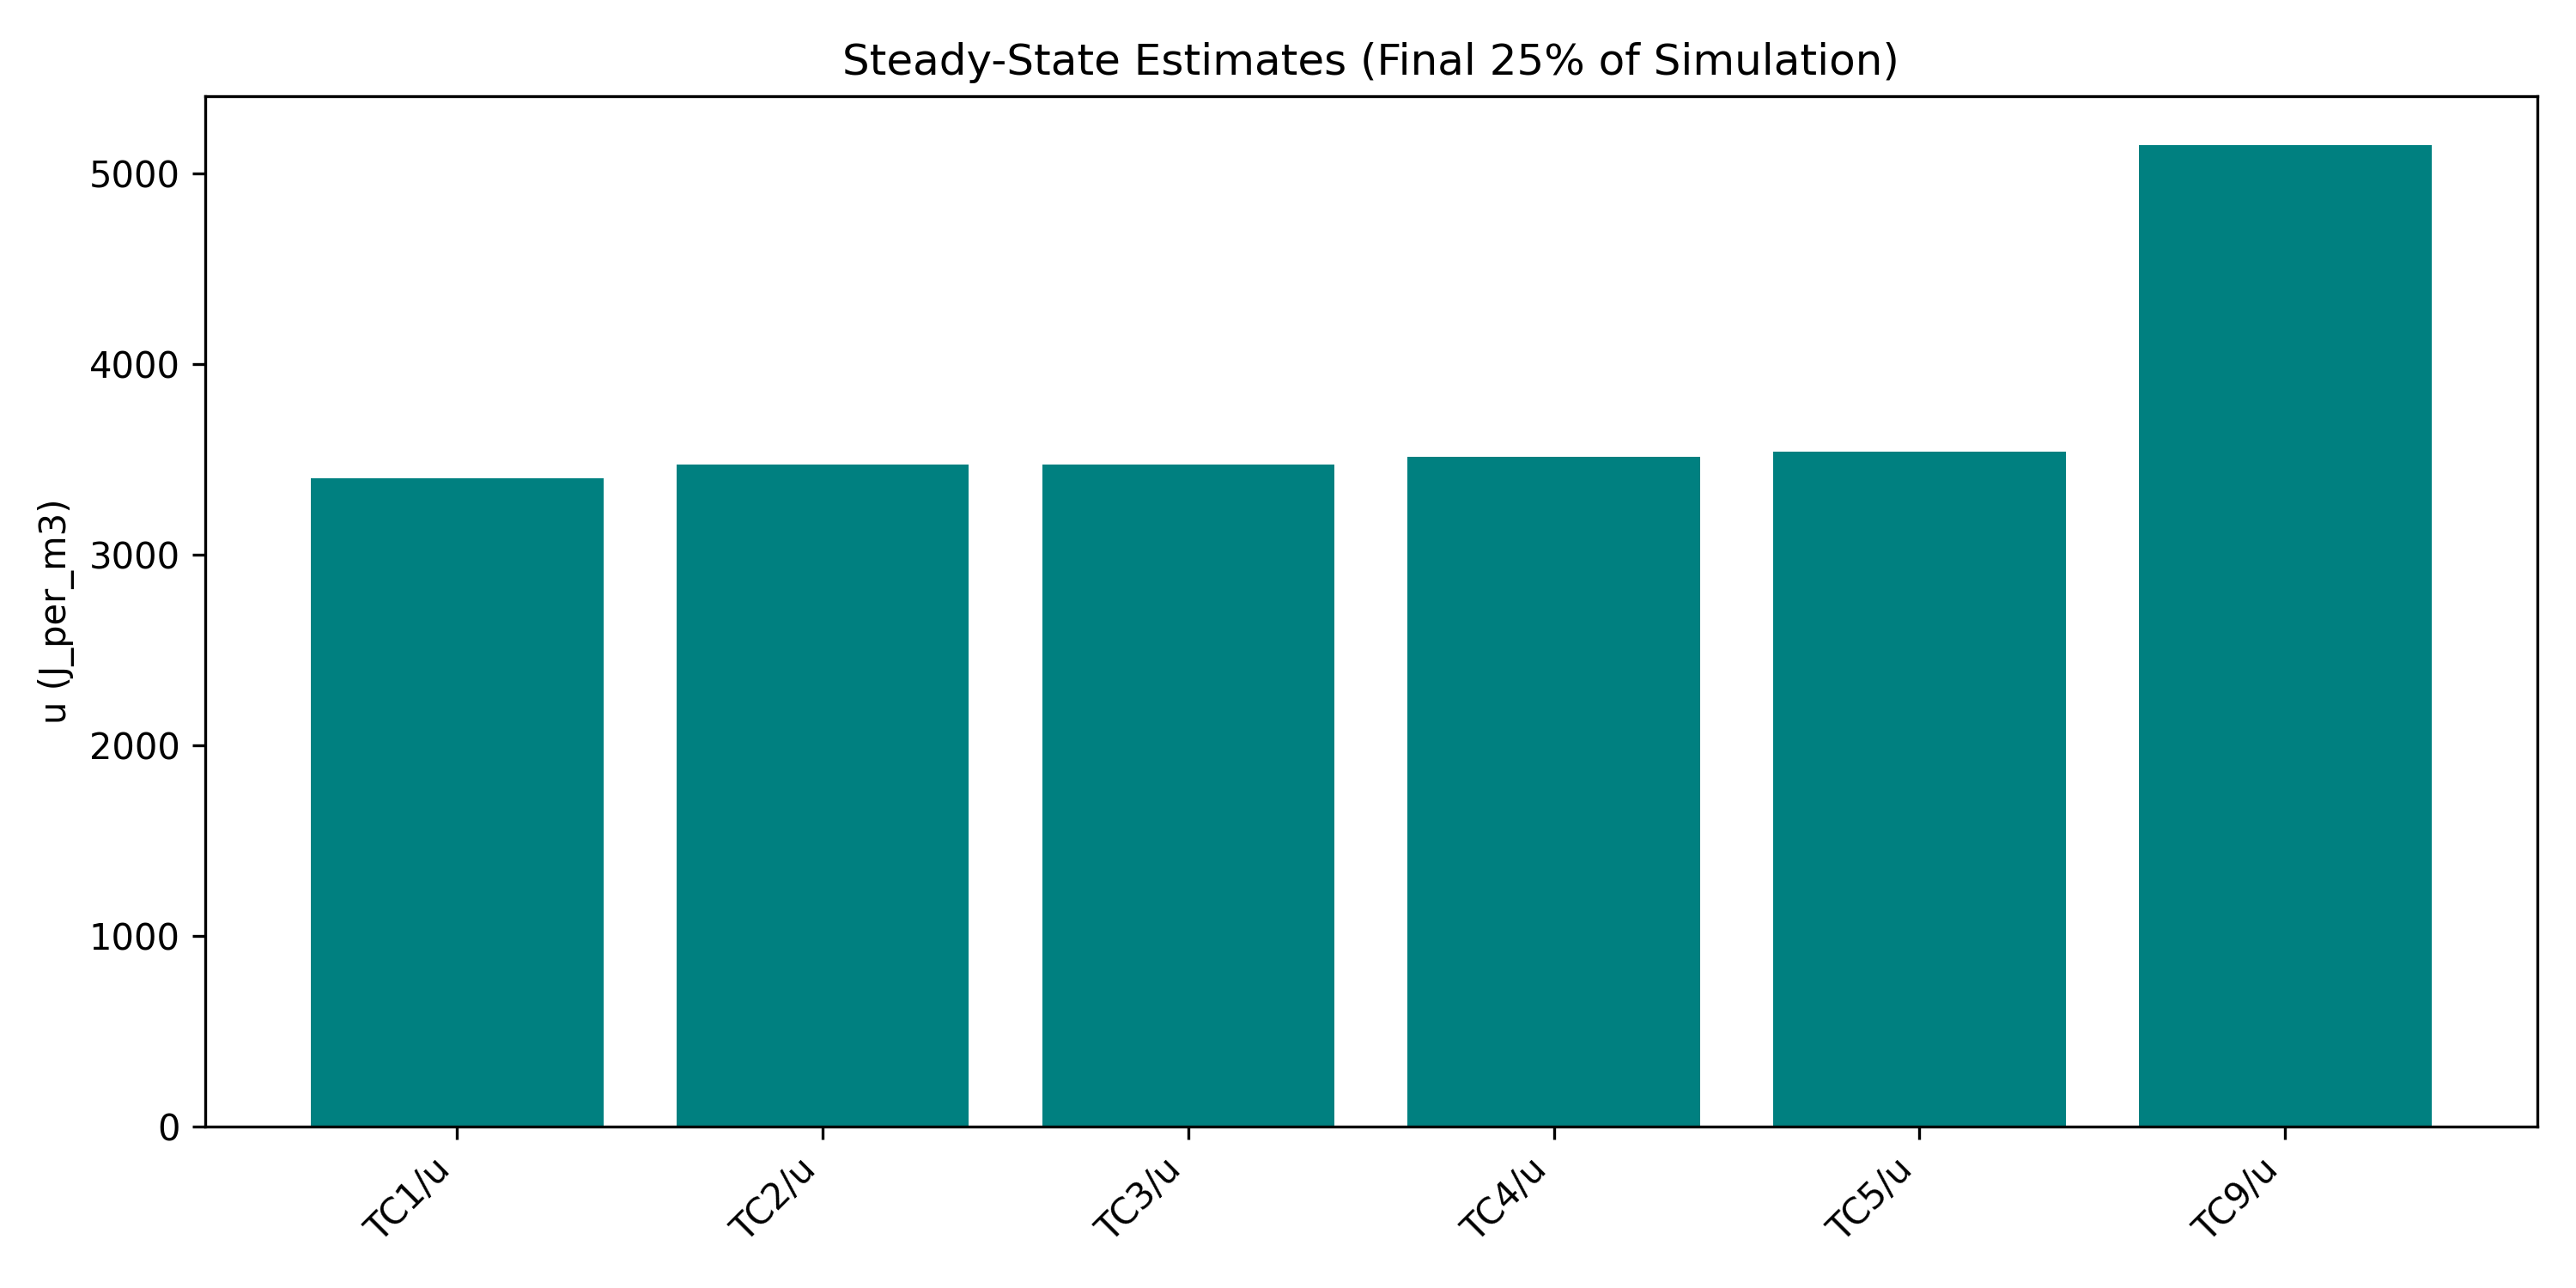 Steady-State Estimates (Final 25% of Simulation)
u (J_per_m3)
5000
4000
3000
2000
1000
0
TC1/u
TC2/u
TC3/u
TC4/u
TC5/u
TC9/u